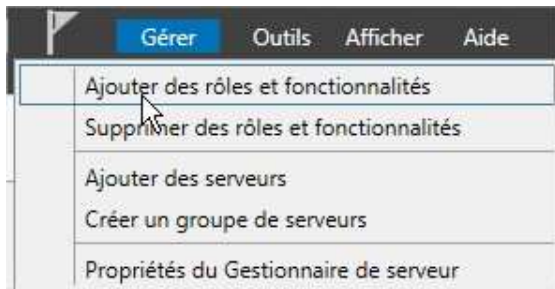 Gérer Outils Afficher Aide
Ajouter des rôles et fonctionnalités
Supprimer des rôles et fonctionnalités
Ajouter des serveurs
Créer un groupe de serveurs
Propriétés du Gestionnaire de serveur